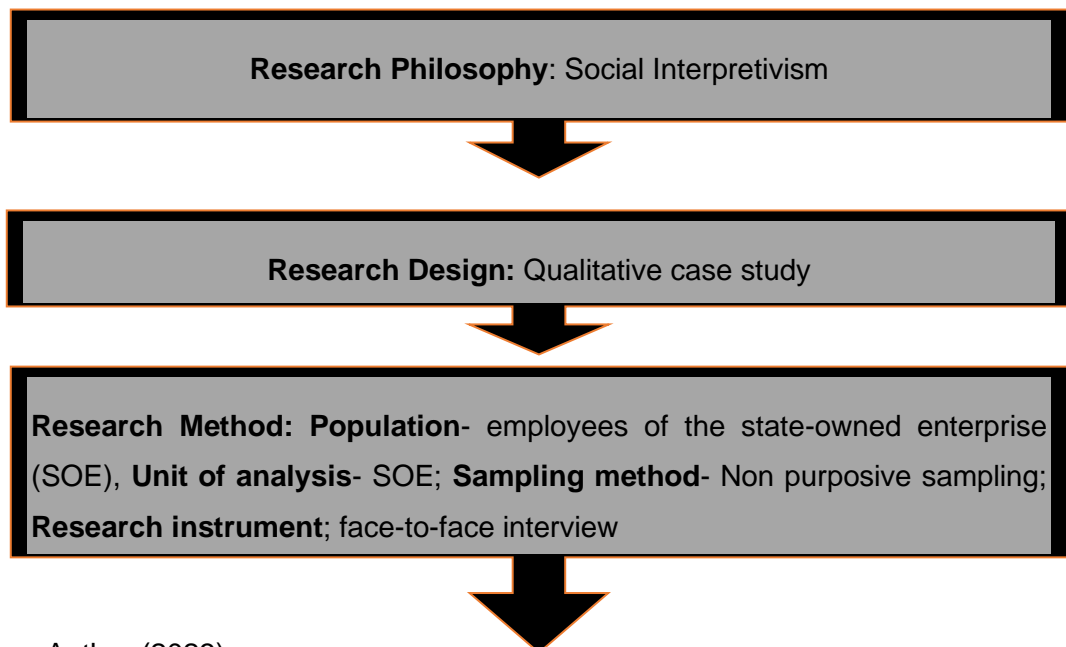 Research Philosophy: Social Interpretivism
Research Design: Qualitative case study
Research Method: Population- employees of the state-owned enterprise
(SOE), Unit of analysis- SOE; Sampling method- Non purposive sampling;
Research instrument; face-to-face interview